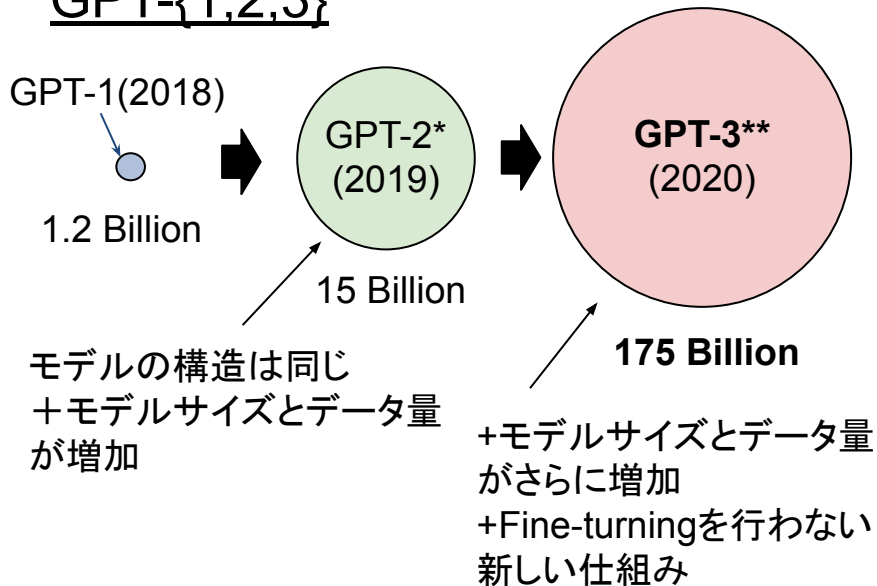 GPT-{1,2,3}
GPT-1(2018)
1.2 Billion
GPT-2*
(2019)
15 Billion
GPT-3**
(2020)
175 Billion
モデルの構造は同じ
＋モデルサイズとデータ量
が増加
+モデルサイズとデータ量
がさらに増加
+Fine-turningを行わない
新しい仕組み